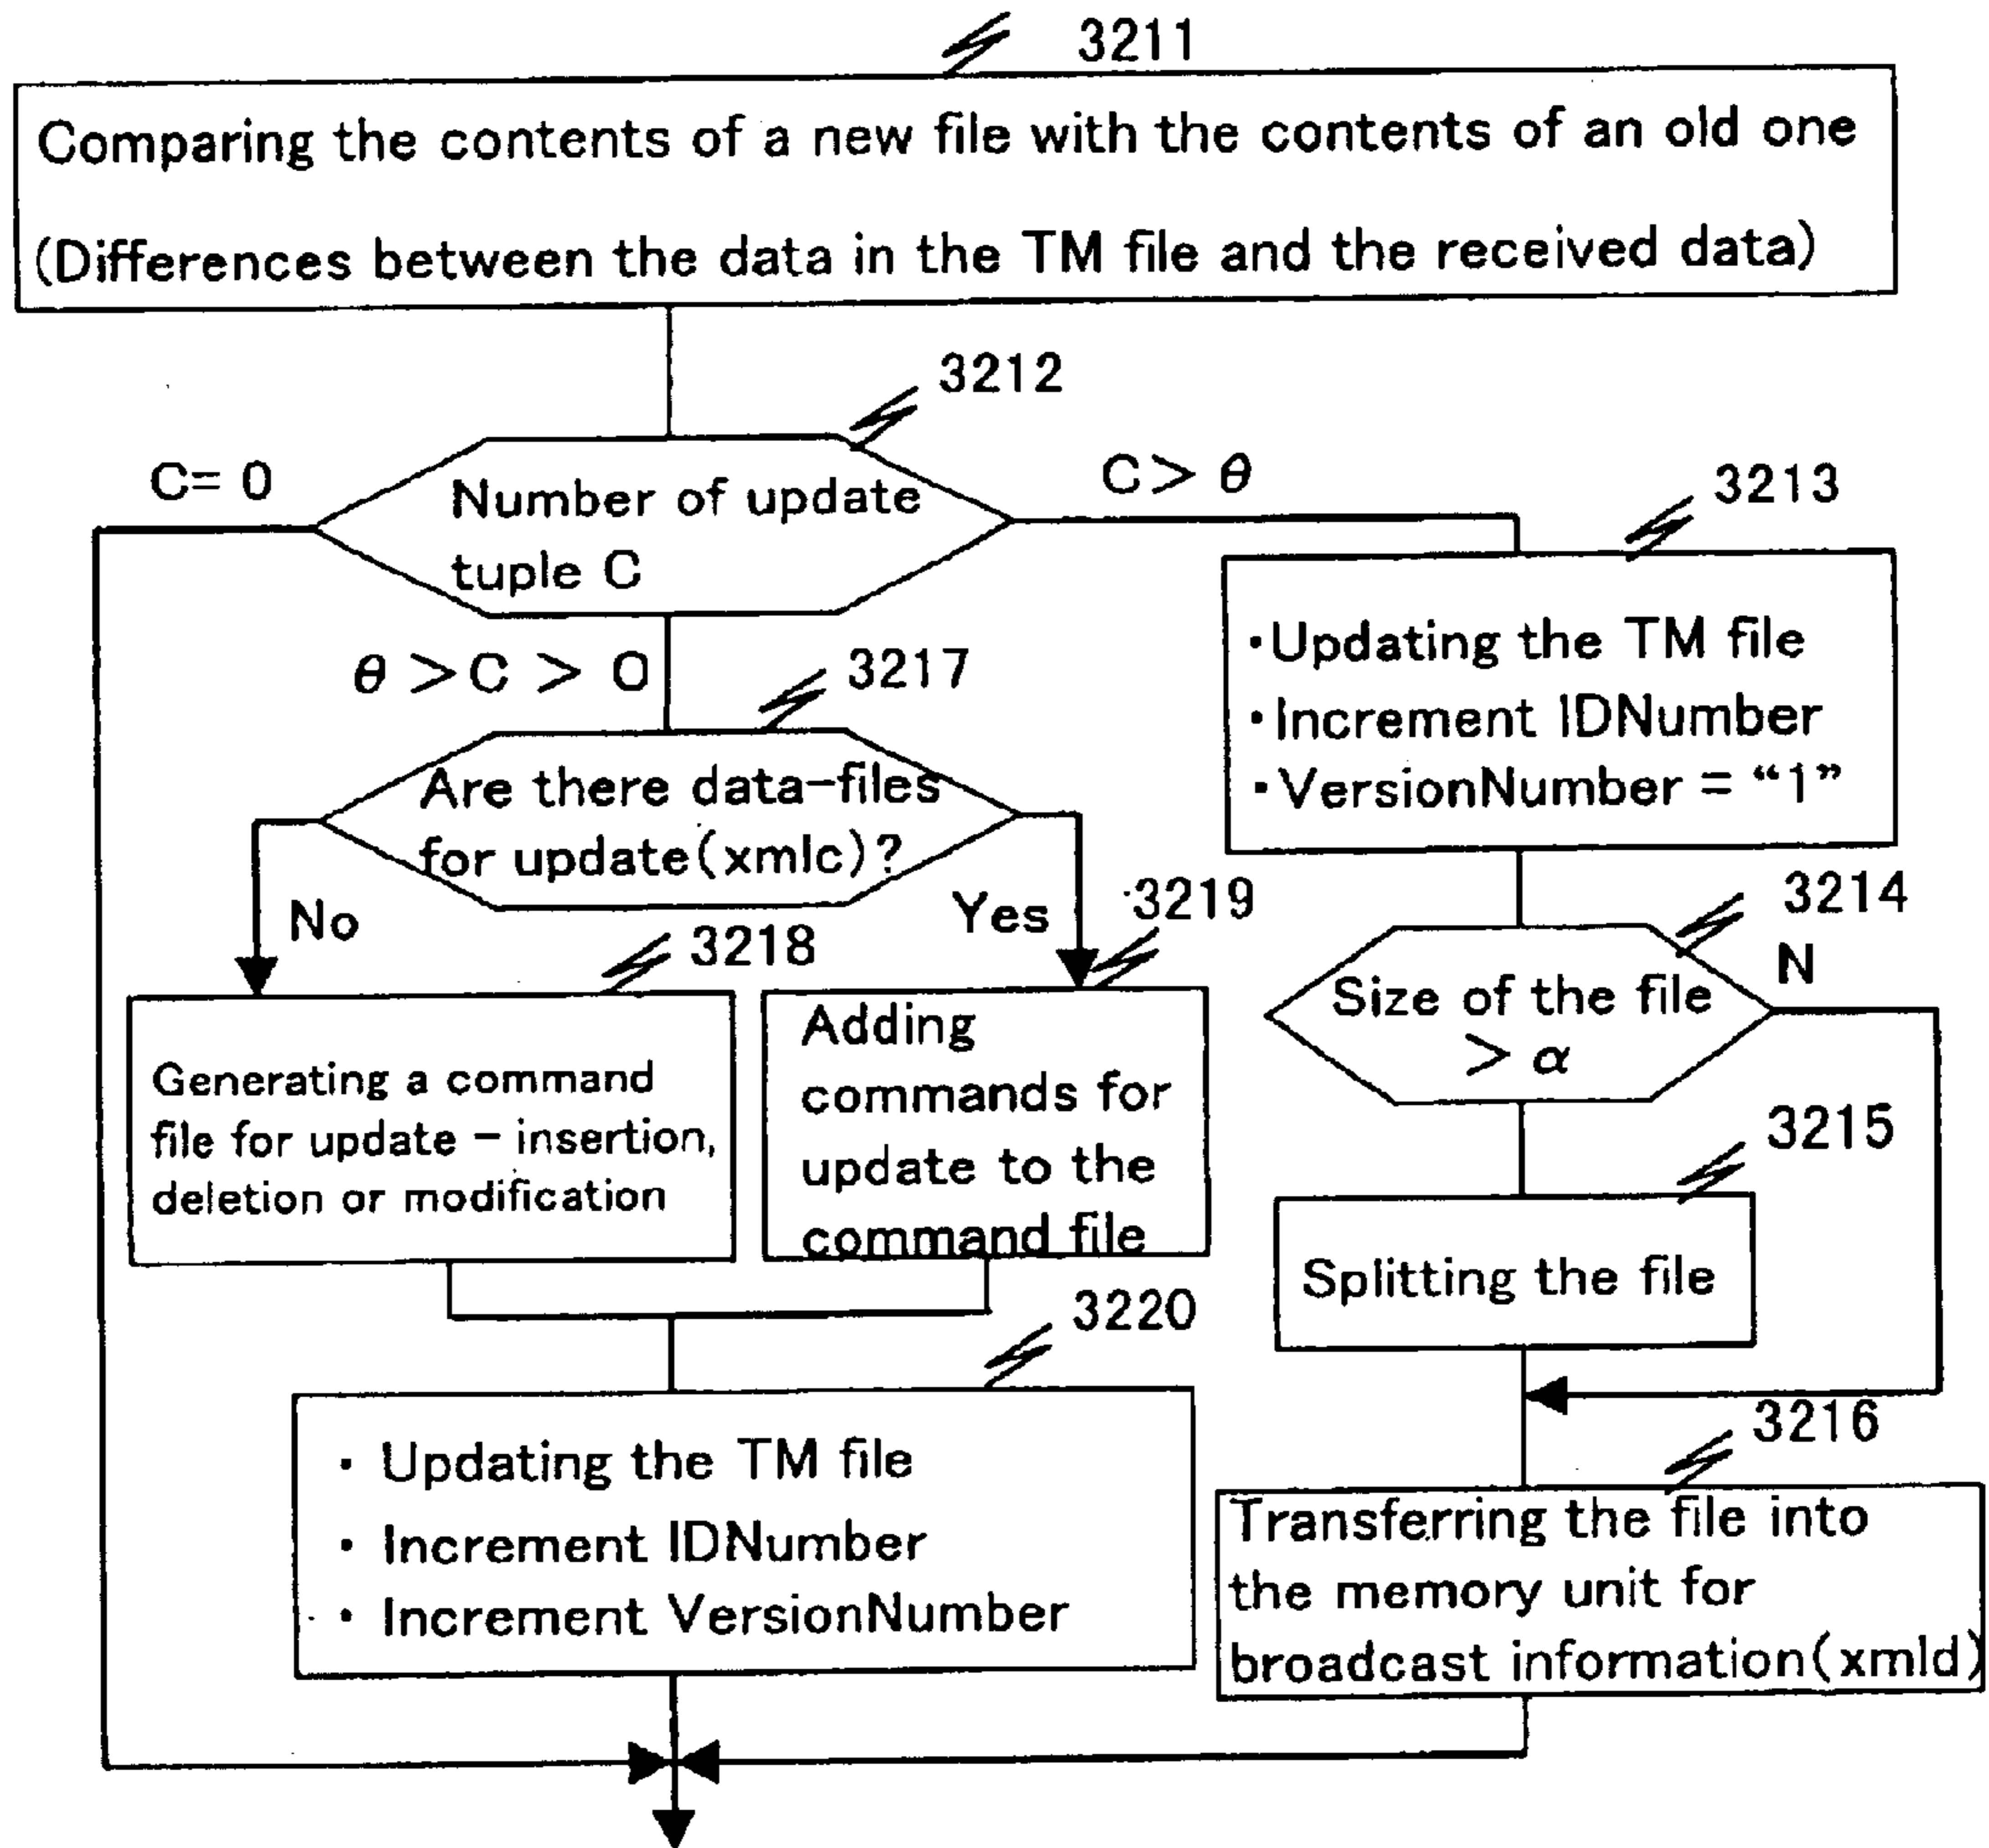 3211
Comparing the contents of a new file with the contents of an old one
(Differences between the data in the TM file and the received data)
3212
C= 0
Number of update
tuple C
C > θ
3213
θ > C > 0
・Updating the TM file
・Increment IDNumber
・VersionNumber = “1”
3217
Are there data-files
for update(xmlc)?
No
Yes
3218
Generating a command
file for update – insertion,
deletion or modification
3219
Adding
commands for
update to the
command file
3214
N
Size of the file
> α
3215
Splitting the file
3220
・ Updating the TM file
・ Increment IDNumber
・ Increment VersionNumber
3216
Transferring the file into
the memory unit for
broadcast information(xmld)